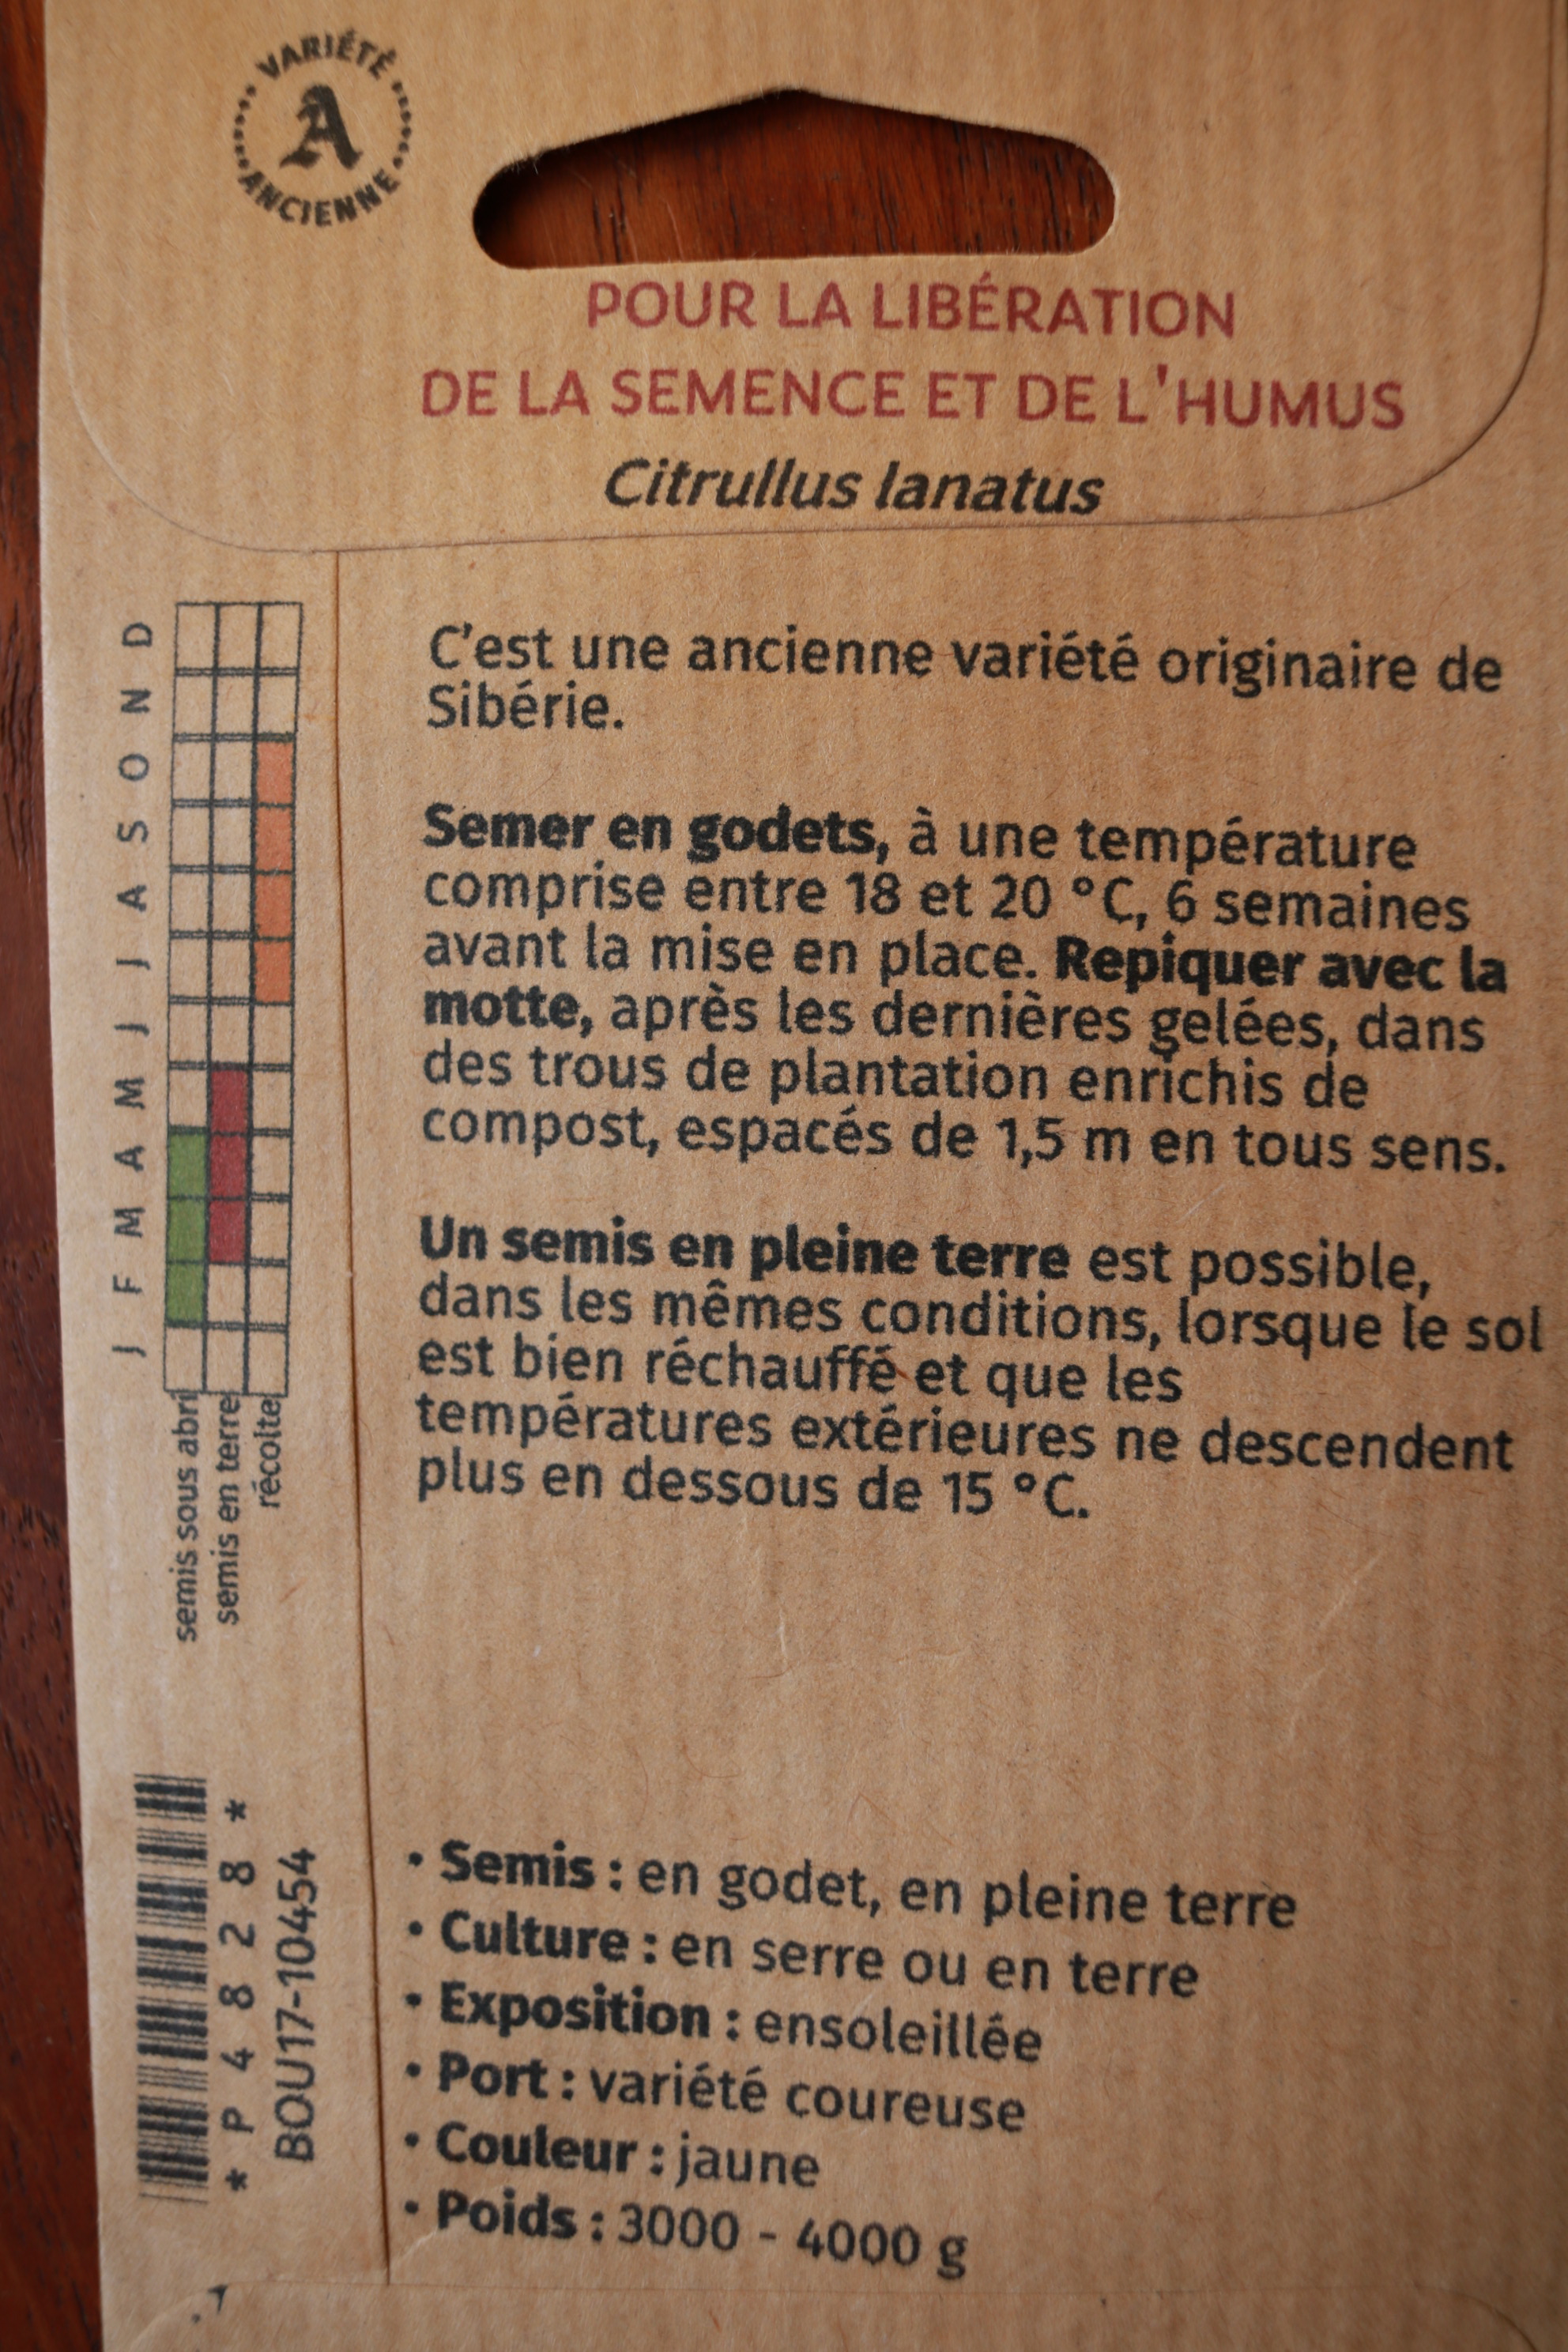 VARIÉTÉ
A
ANCIENNE
POUR LA LIBÉRATION
DE LA SEMENCE ET DE L'HUMUS
Citrullus lanatus
C'est une ancienne variété originaire de
Sibérie.
Semer en godets, à une température
comprise entre 18 et 20 °C, 6 semaines
avant la mise en place. Repiquer avec la
motte, après les dernières gelées, dans
des trous de plantation enrichis de
compost, espacés de 1,5 m en tous sens.
Un semis en pleine terre est possible,
dans les mêmes conditions, lorsque le sol
est bien réchauffé et que les
températures extérieures ne descendent
plus en dessous de 15 °C.
J F M A M J J A S O N D
semis sous abri
semis en terre
récolte
* P 4 8 2 8 *
BOU17-10454
• Semis : en godet, en pleine terre
• Culture : en serre ou en terre
• Exposition : ensoleillée
• Port : variété coureuse
• Couleur : jaune
• Poids : 3000 - 4000 g